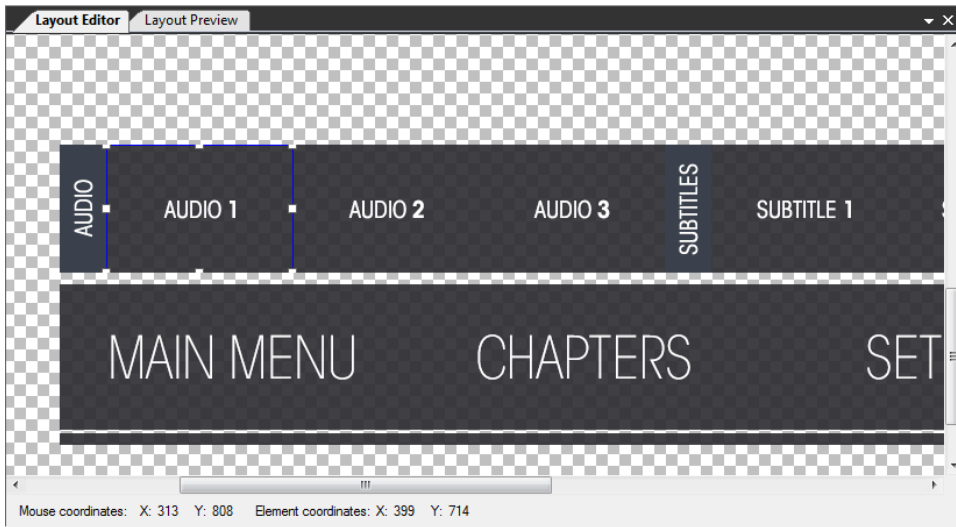 Layout Editor Layout Preview
AUDIO AUDIO 1 AUDIO 2 AUDIO 3 SUBTITLES SUBTITLE 1
MAIN MENU CHAPTERS SET
Mouse coordinates: X: 313 Y: 808 Element coordinates: X: 399 Y: 714